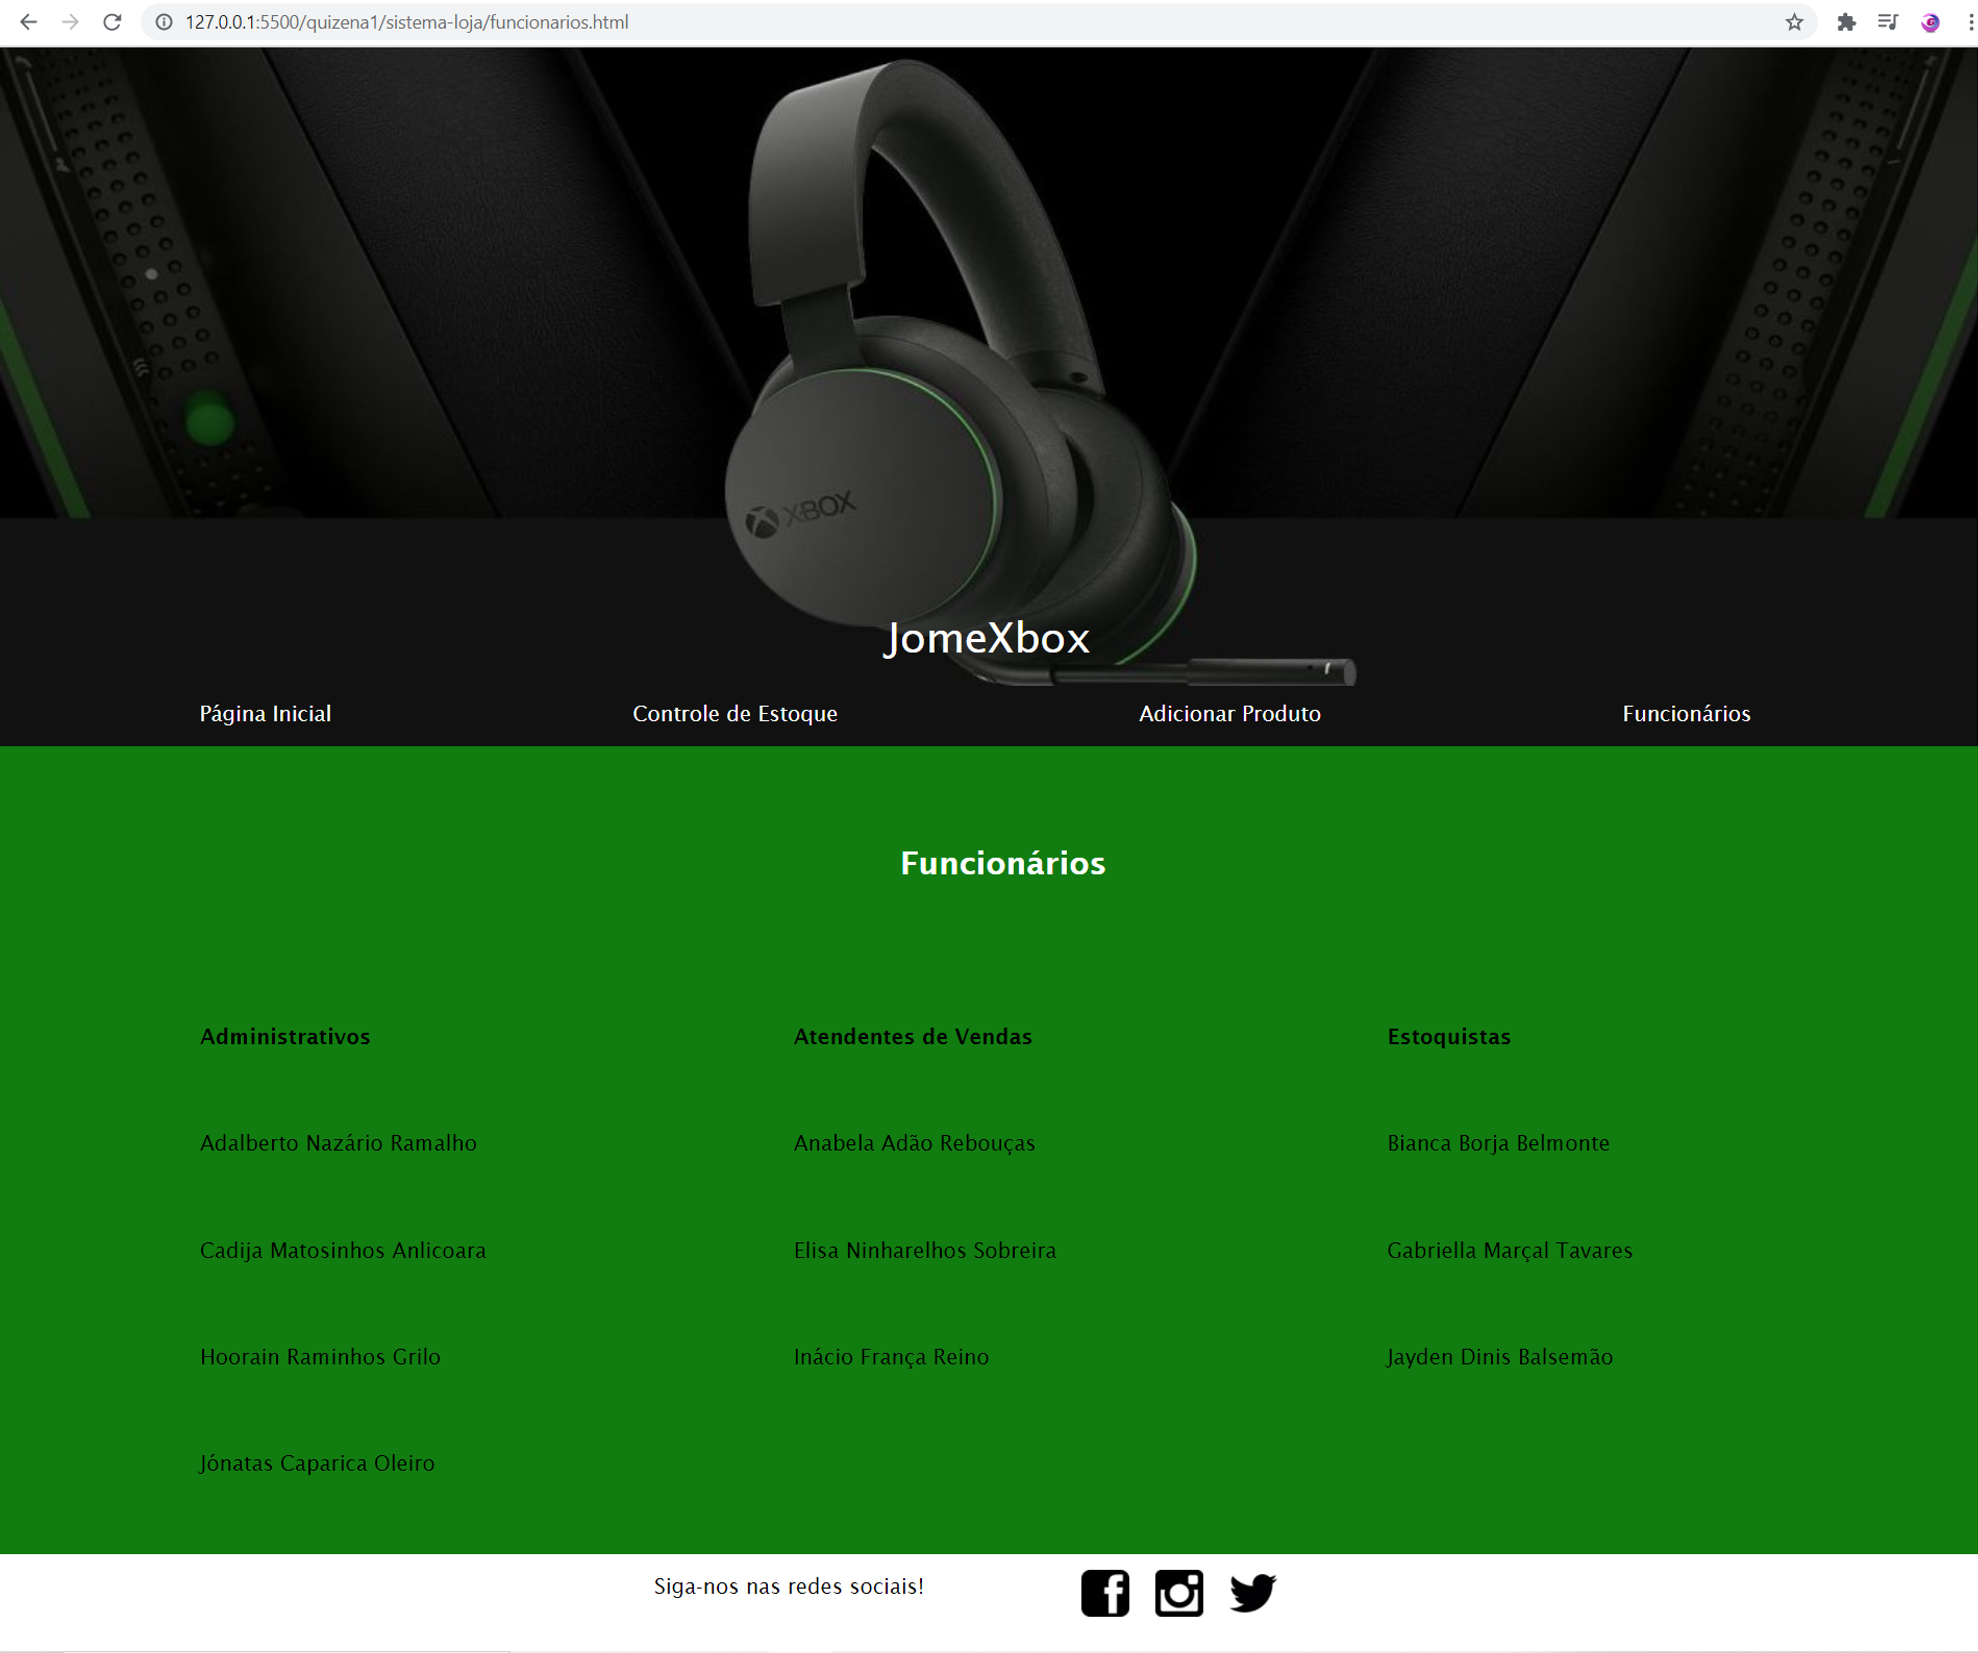 127.0.0.1:5500/quizena1/sistema-loja/funcionarios.html
XBOX
JomeXbox
Página Inicial
Controle de Estoque
Adicionar Produto
Funcionários
Funcionários
Administrativos
Atendentes de Vendas
Estoquistas
Adalberto Nazário Ramalho
Anabela Adão Rebouças
Bianca Borja Belmonte
Cadija Matosinhos Anlicoara
Elisa Ninharelhos Sobreira
Gabriella Marçal Tavares
Hoorain Raminhos Grilo
Inácio França Reino
Jayden Dinis Balsemão
Jónatas Caparica Oleiro
Siga-nos nas redes sociais!